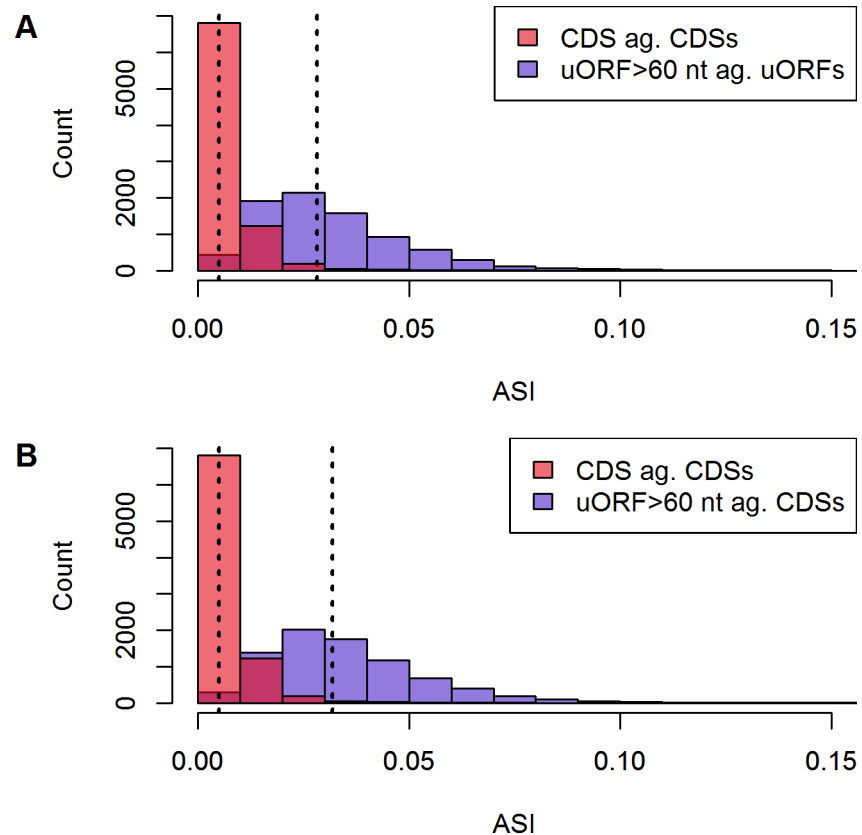 A
CDS ag. CDSs
uORF>60 nt ag. uORFs
Count
0
2000
5000
0.00
0.05
0.10
0.15
ASI
B
CDS ag. CDSs
uORF>60 nt ag. CDSs
Count
0
2000
5000
0.00
0.05
0.10
0.15
ASI